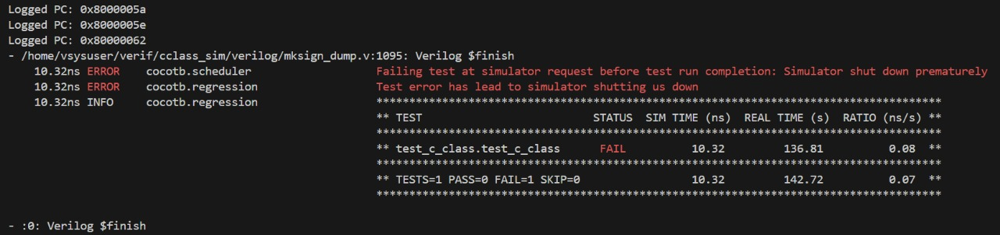 Logged PC: 0x8000005a
Logged PC: 0x8000005e
Logged PC: 0x80000062
- /home/vsysuser/verif/cclass_sim/verilog/mksign_dump.v:1095: Verilog $finish
10.32ns ERROR cocotb.scheduler Failing test at simulator request before test run completion: Simulator shut down prematurely
10.32ns ERROR cocotb.regression Test error has lead to simulator shutting us down
10.32ns INFO cocotb.regression **************************************************************************************
** TEST STATUS SIM TIME (ns) REAL TIME (s) RATIO (ns/s) **
**************************************************************************************
** test_c_class.test_c_class FAIL 10.32 136.81 0.08 **
**************************************************************************************
** TESTS=1 PASS=0 FAIL=1 SKIP=0 10.32 142.72 0.07 **
**************************************************************************************
- :0: Verilog $finish